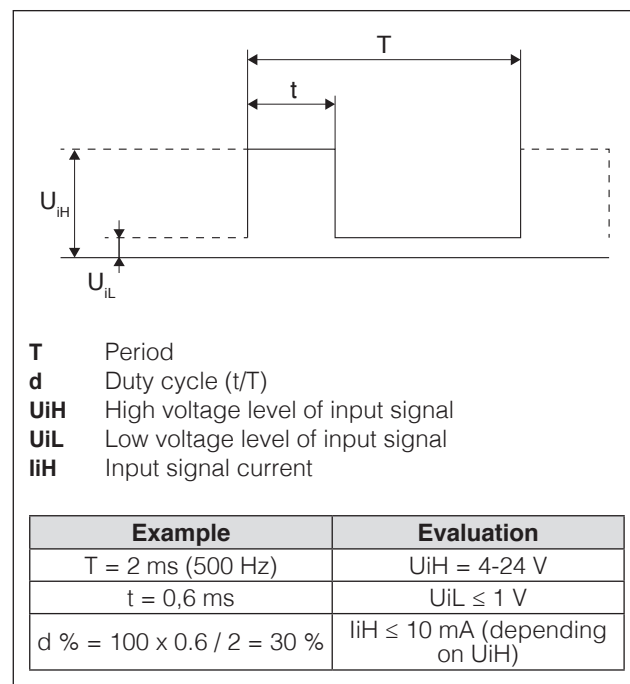 T
t
UiH
UiL
T Period
d Duty cycle (t/T)
UiH High voltage level of input signal
UiL Low voltage level of input signal
IiH Input signal current
Example Evaluation
T = 2 ms (500 Hz) UiH = 4-24 V
t = 0,6 ms UiL ≤ 1 V
d % = 100 x 0.6 / 2 = 30 % IiH ≤ 10 mA (depending
on UiH)